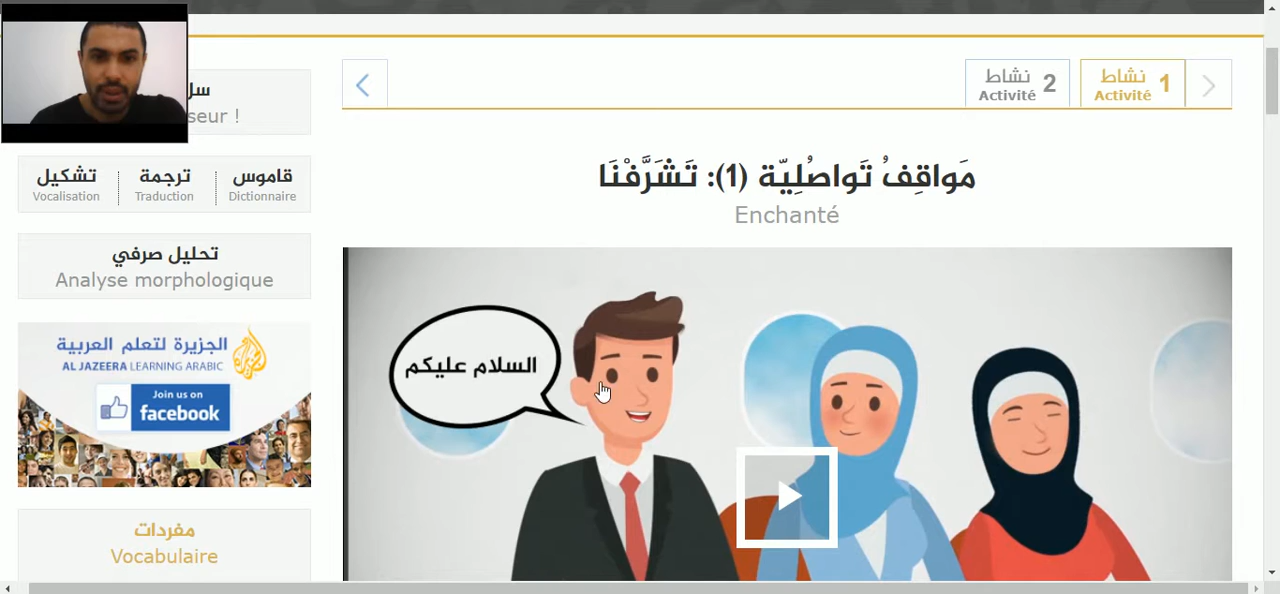 سل
seur !
قاموس
Dictionnaire
ترجمة
Traduction
تشكيل
Vocalisation
تحليل صرفي
Analyse morphologique
الجزيرة لتعلم العربية
AL JAZEERA LEARNING ARABIC
Join us on
facebook
مفردات
Vocabulaire
1 نشاط
Activité
2 نشاط
Activité
مَواقِفُ تَواصُلِيّة (1): تَشَرَّفْنَا
Enchanté
السلام عليكم